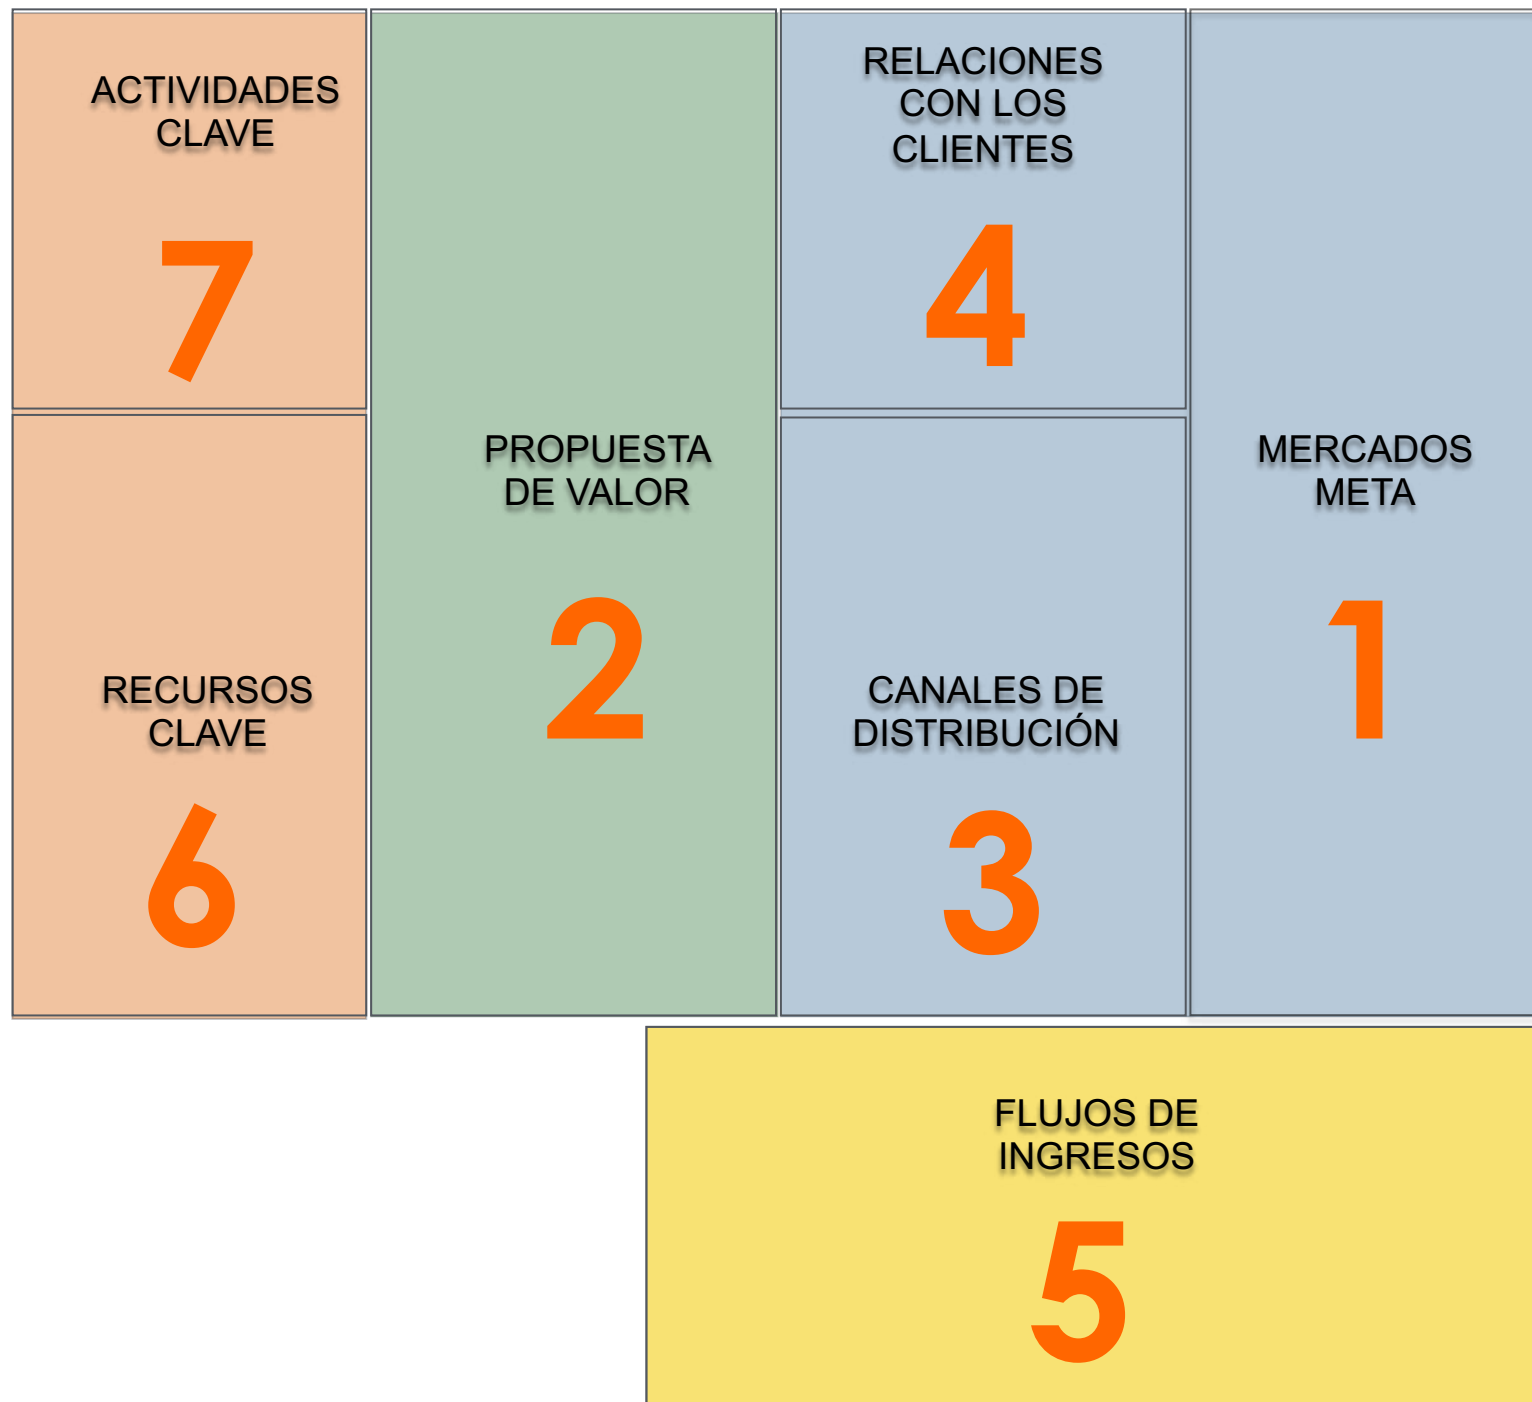 ACTIVIDADES
CLAVE
7
RECURSOS
CLAVE
6
PROPUESTA
DE VALOR
2
RELACIONES
CON LOS
CLIENTES
4
CANALES DE
DISTRIBUCIÓN
3
MERCADOS
META
1
FLUJOS DE
INGRESOS
5